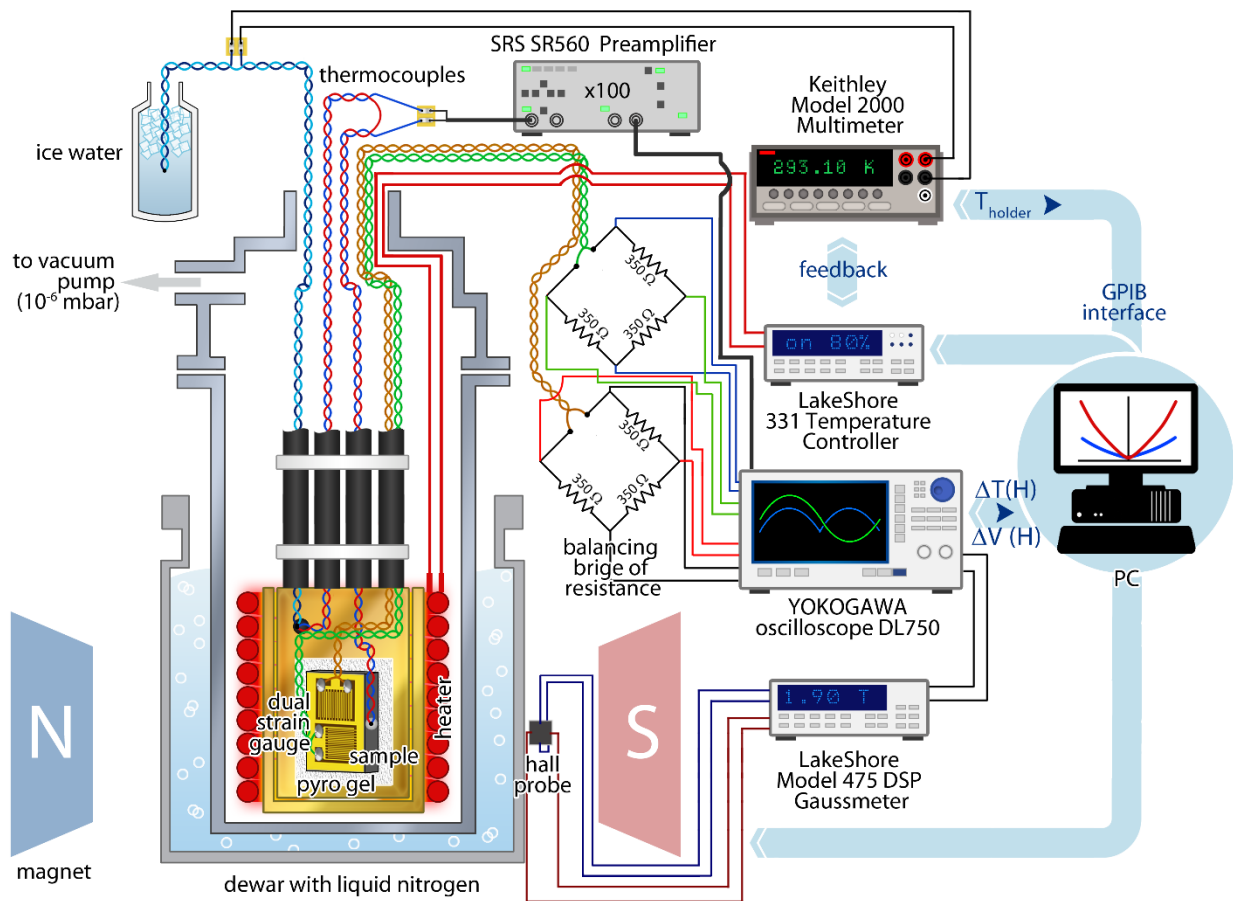 SRS SR560 Preamplifier
x100
thermocouples
Keithley
Model 2000
Multimeter
293.10 K
ice water
T holder
to vacuum
pump
(10⁻⁶ mbar)
feedback
GPIB
interface
350 Ω
350 Ω
350 Ω
on 80%
LakeShore
331 Temperature
Controller
350 Ω
350 Ω
350 Ω
balancing
brige of
resistance
ΔT(H)
ΔV (H)
PC
YOKOGAWA
oscilloscope DL750
N
S
dual
strain
gauge
heater
sample
pyro gel
hall
probe
1.90 T
LakeShore
Model 475 DSP
Gaussmeter
magnet
dewar with liquid nitrogen